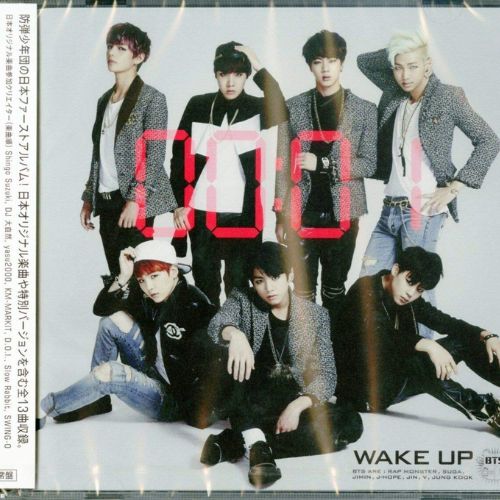 防弾少年団の日本ファーストアルバム！日本オリジナル楽曲や特別バージョンを含む全13曲収録。
日本オリジナル楽曲参加クリエイター（楽曲順）Shingo Suzuki, DJ 大自然, yasu2000, KM-MARKIT, D.O.I., Slow Rabbit, SWING-O
00:01
WAKE UP
BTS
BTS ARE : RAP MONSTER, SUGA,
JIMIN, J-HOPE, JIN, V, JUNG KOOK